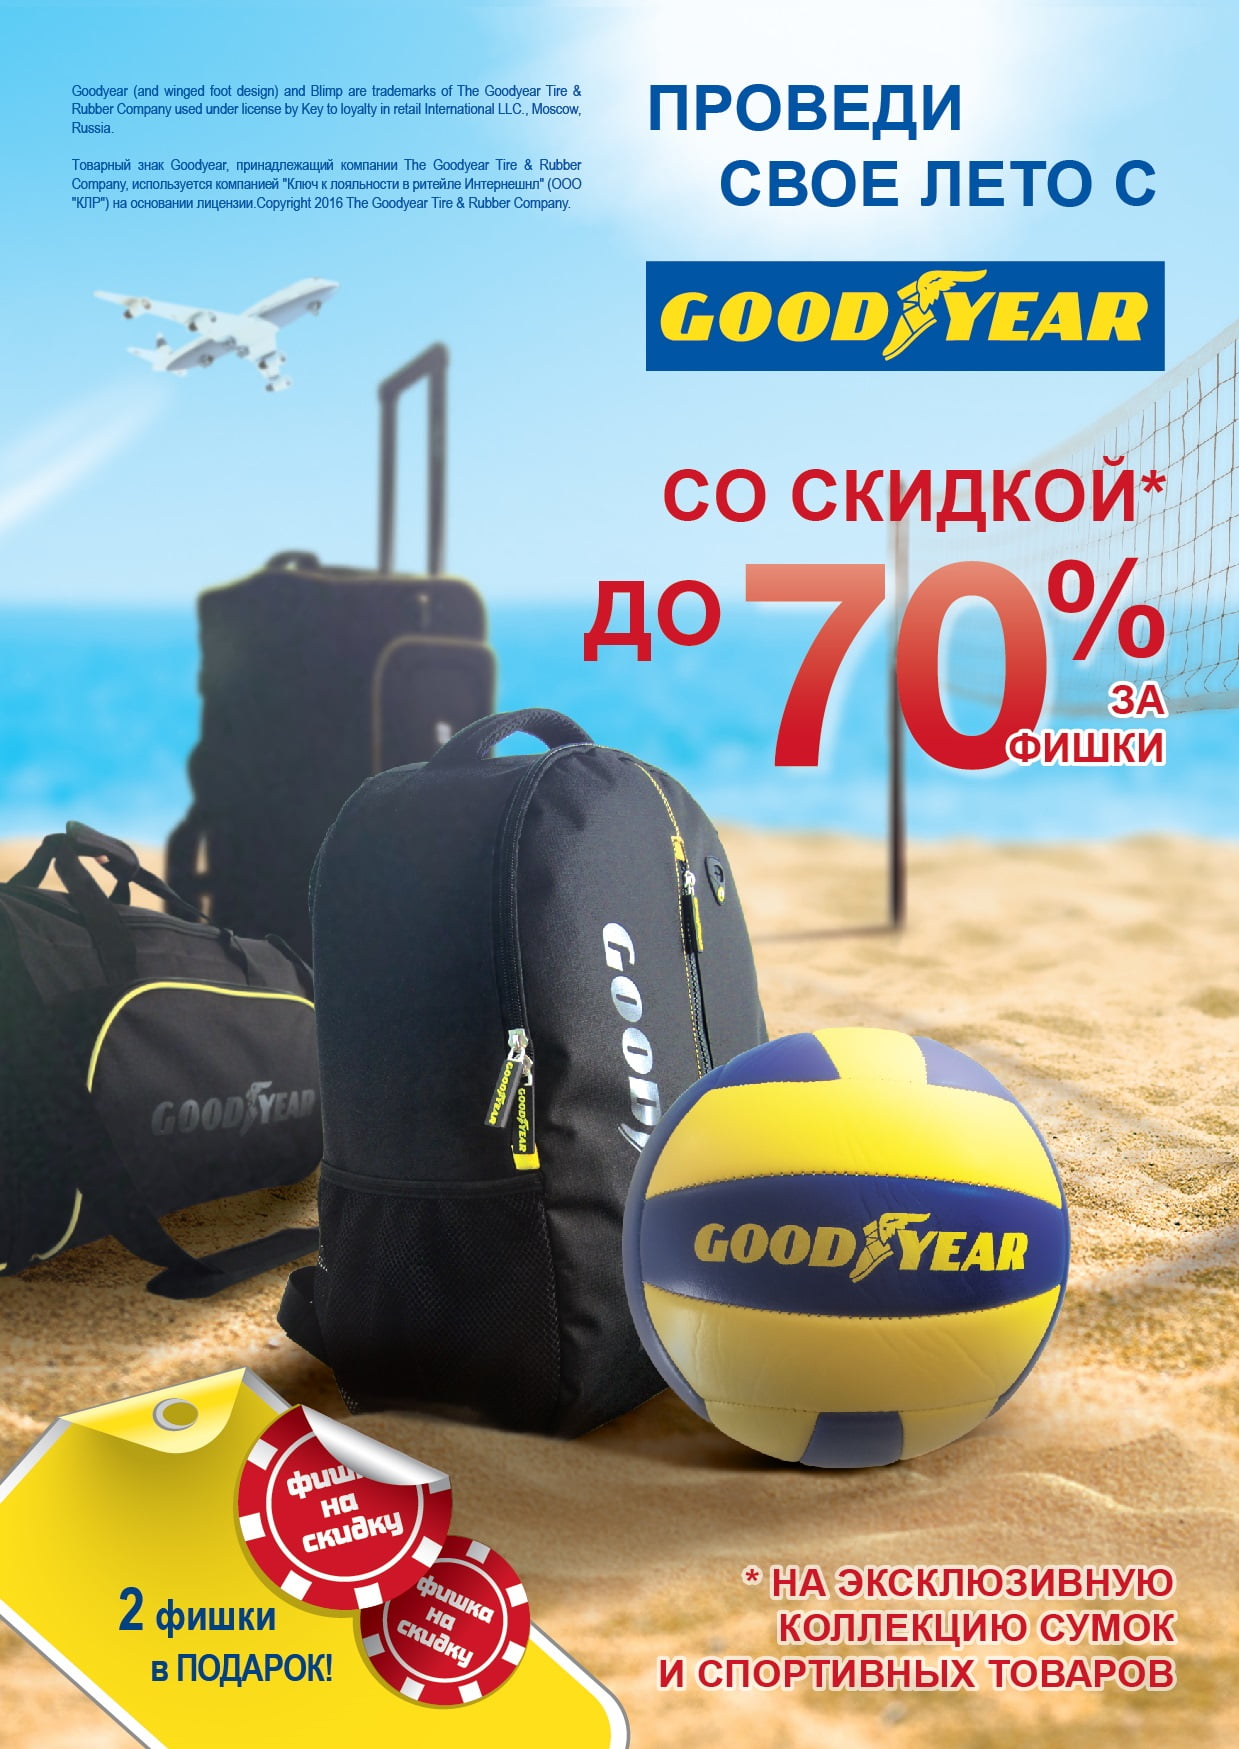 Goodyear (and winged foot design) and Blimp are trademarks of The Goodyear Tire &
Rubber Company used under license by Key to loyalty in retail International LLC., Moscow,
Russia.
Товарный знак Goodyear, принадлежащий компании The Goodyear Tire & Rubber
Company, используется компанией "Ключ к лояльности в ритейле Интернешнл" (ООО
"КЛР") на основании лицензии.Copyright 2016 The Goodyear Tire & Rubber Company.
ПРОВЕДИ
СВОЕ ЛЕТО С
GOODYEAR
СО СКИДКОЙ*
ДО 70%
ЗА
ФИШКИ
GOODY
GOODYEAR
GOODYEAR
GOODYEAR
GOODYEAR
фиш
на
скидку
фишка
на
скидку
2 фишки
в ПОДАРОК!
* НА ЭКСКЛЮЗИВНУЮ
КОЛЛЕКЦИЮ СУМОК
И СПОРТИВНЫХ ТОВАРОВ